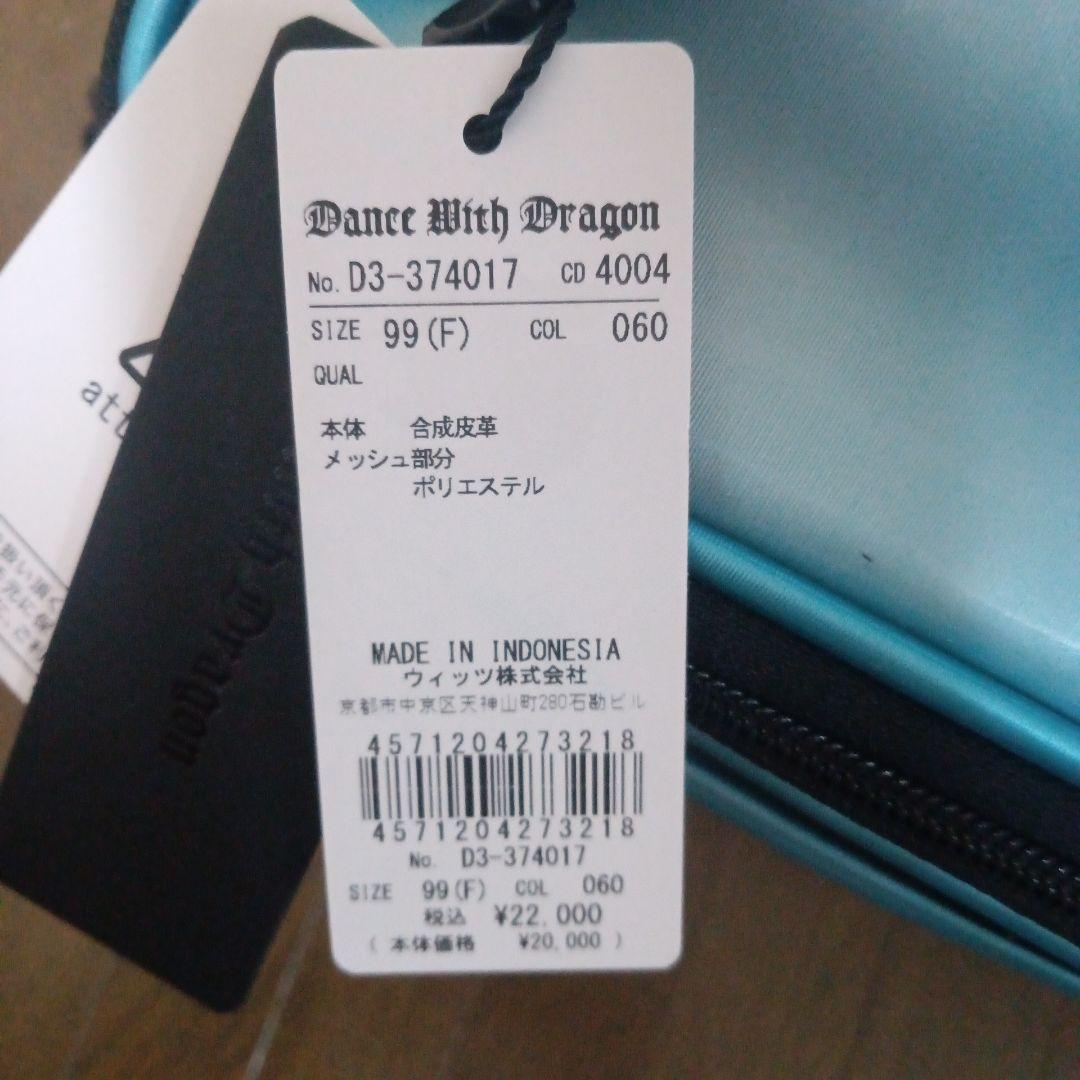 Dance With Dragon
No. D3-374017 CD 4004
SIZE 99(F) COL 060
QUAL
本体 合成皮革
メッシュ部分
ポリエステル
MADE IN INDONESIA
ウィッツ株式会社
京都市中京区天神山町280石勘ビル
4571204273218
4571204273218
No. D3-374017
SIZE 99(F) COL 060
税込 ¥22,000
( 本体価格 ¥20,000 )
att
Dragon